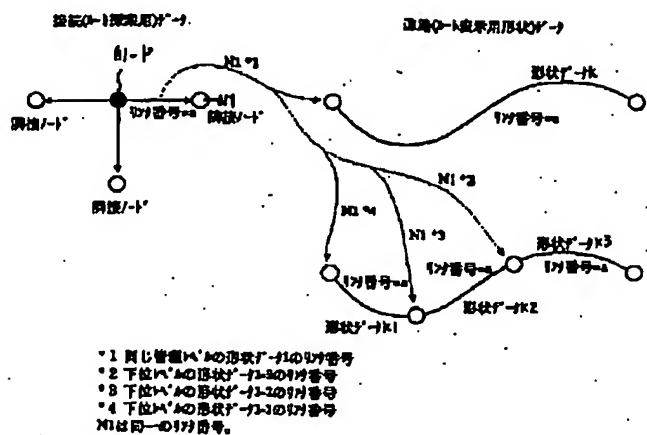 接続(ルート探索用)データ
道路(ルート表示用形状)データ
自ノード
N1 *1
形状データK
N1
リンク番号=n
隣接ノード
隣接ノード
リンク番号=n
隣接ノード
N1 *2
N1 *4
N1 *3
形状データK3
リンク番号=n
リンク番号=n
リンク番号=n
形状データK1
形状データK2
*1 同じ管理レベルの形状データ1のリンク番号
*2 下位レベルの形状データ1-3のリンク番号
*3 下位レベルの形状データ1-2のリンク番号
*4 下位レベルの形状データ1-1のリンク番号
N1は同一のリンク番号。